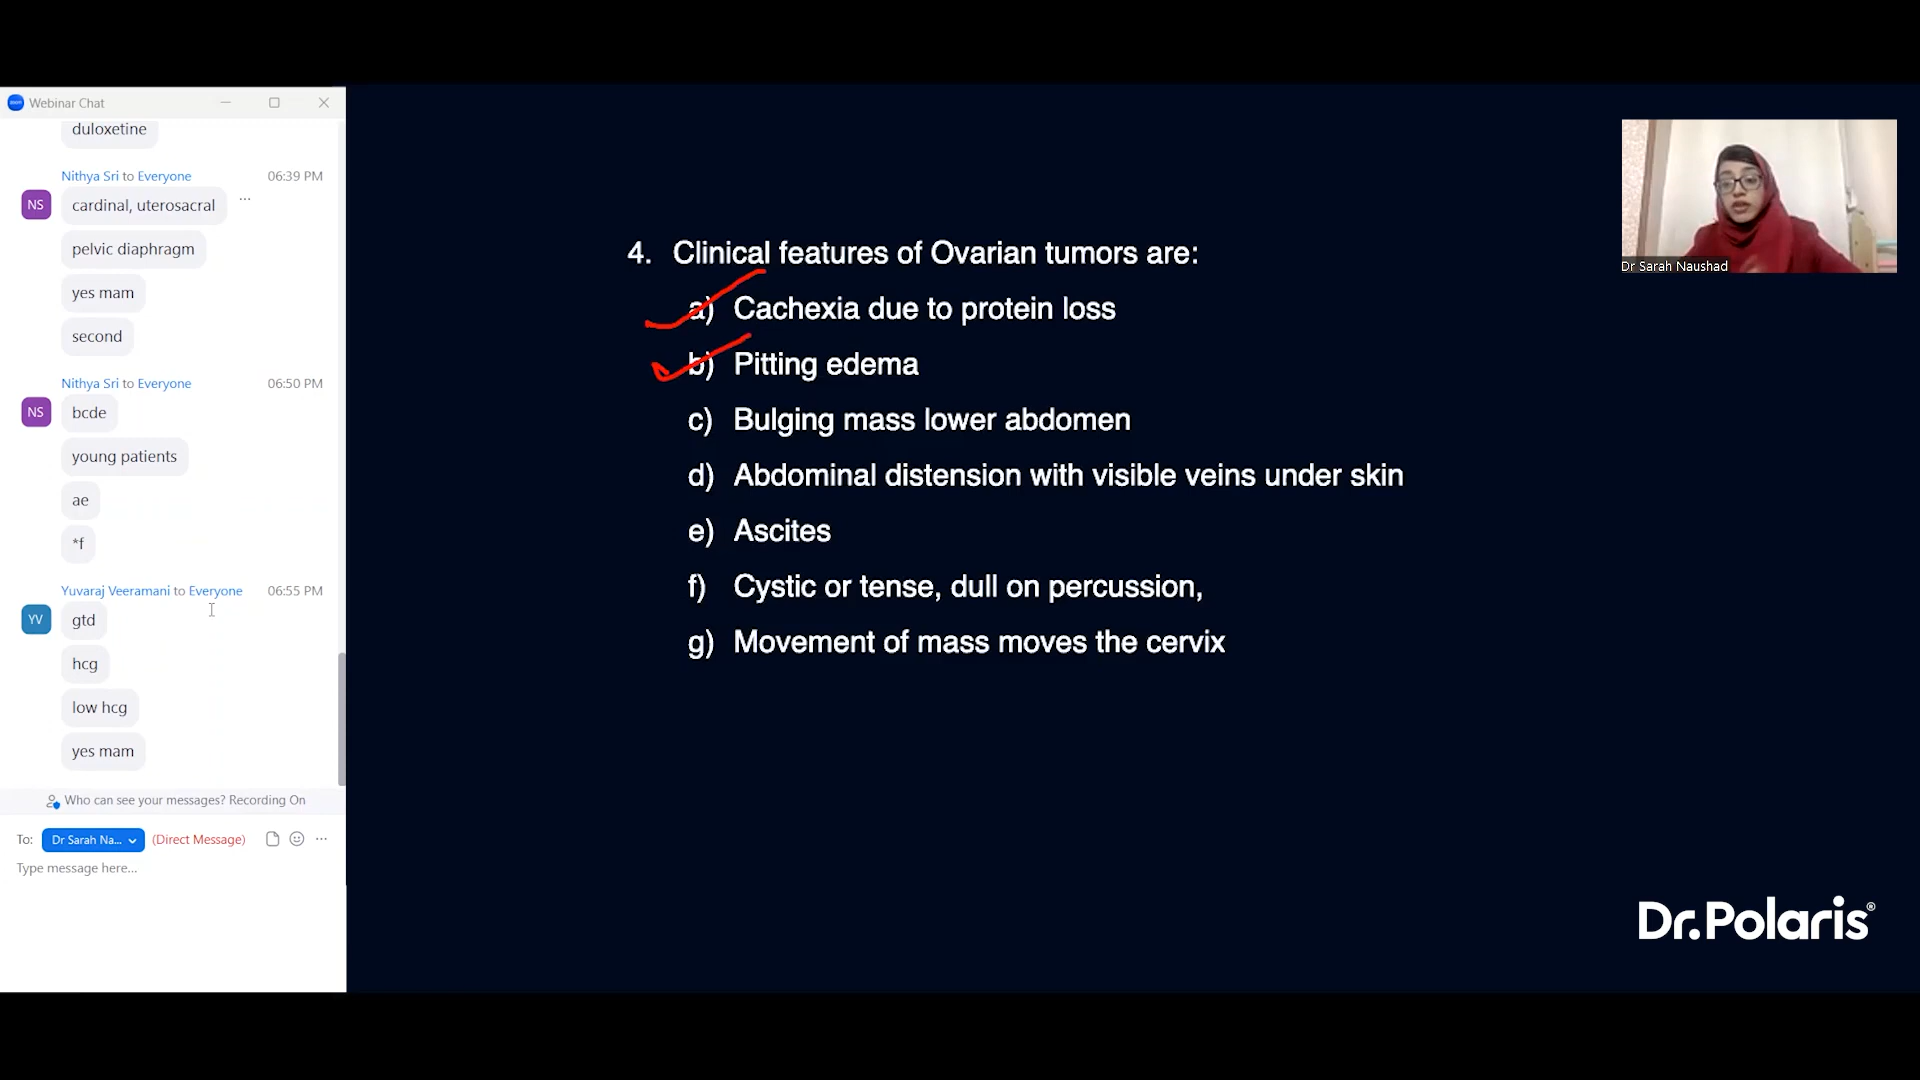 Webinar Chat
duloxetine
Nithya Sri to Everyone 06:39 PM
NS
cardinal, uterosacral
pelvic diaphragm
yes mam
second
Nithya Sri to Everyone 06:50 PM
NS
bcde
young patients
ae
*f
Yuvaraj Veeramani to Everyone 06:55 PM
YV
gtd
hcg
low hcg
yes mam
Who can see your messages? Recording On
To: Dr Sarah Na... (Direct Message)
Type message here...
4. Clinical features of Ovarian tumors are:
a) Cachexia due to protein loss
b) Pitting edema
c) Bulging mass lower abdomen
d) Abdominal distension with visible veins under skin
e) Ascites
f) Cystic or tense, dull on percussion,
g) Movement of mass moves the cervix
Dr Sarah Naushad
Dr.Polaris®